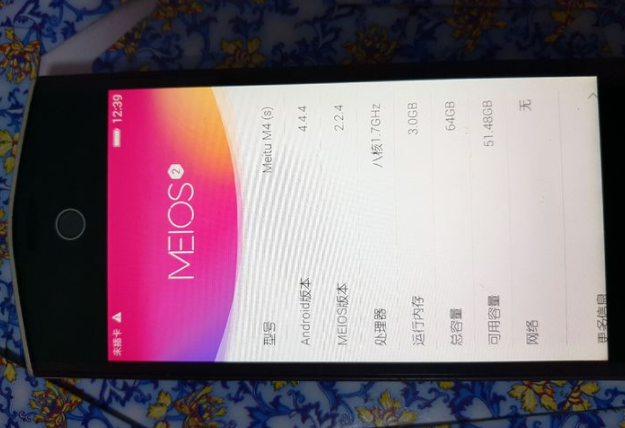 未插卡 12:39
MEIOS 2
型号 Meitu M4 (s)
Android版本 4.4.4
MEIOS版本 2.2.4
处理器 八核1.7GHz
运行内存 3.0GB
总容量 64GB
可用容量 51.48GB
网络 无
更多信息